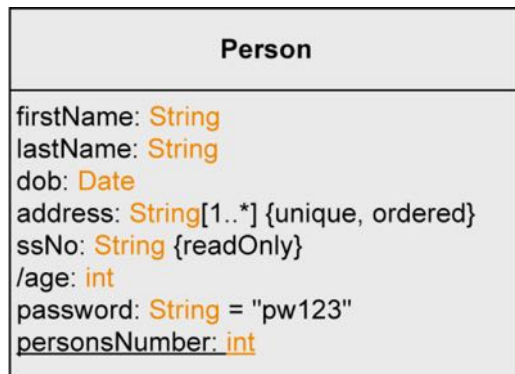 Person
firstName: String
lastName: String
dob: Date
address: String[1..*] {unique, ordered}
ssNo: String {readOnly}
/age: int
password: String = "pw123"
personsNumber: int